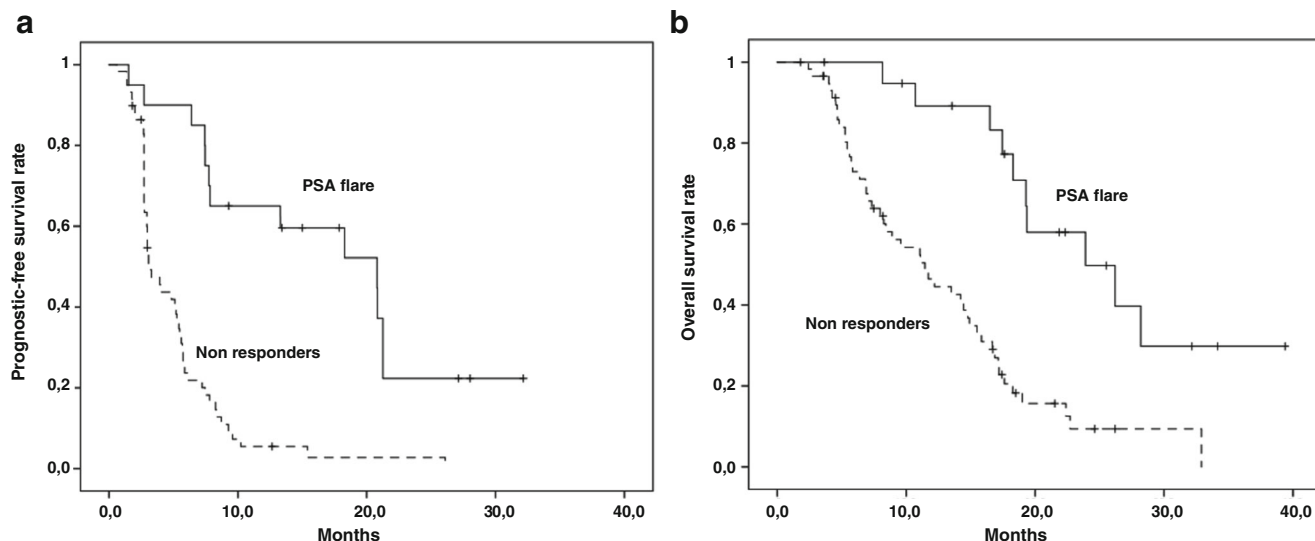 a
Prognostic-free survival rate
1
0,8
0,6
0,4
0,2
0,0
PSA flare
Non responders
0,0 10,0 20,0 30,0 40,0
Months
b
Overall survival rate
1
0,8
0,6
0,4
0,2
0,0
PSA flare
Non responders
0,0 10,0 20,0 30,0 40,0
Months